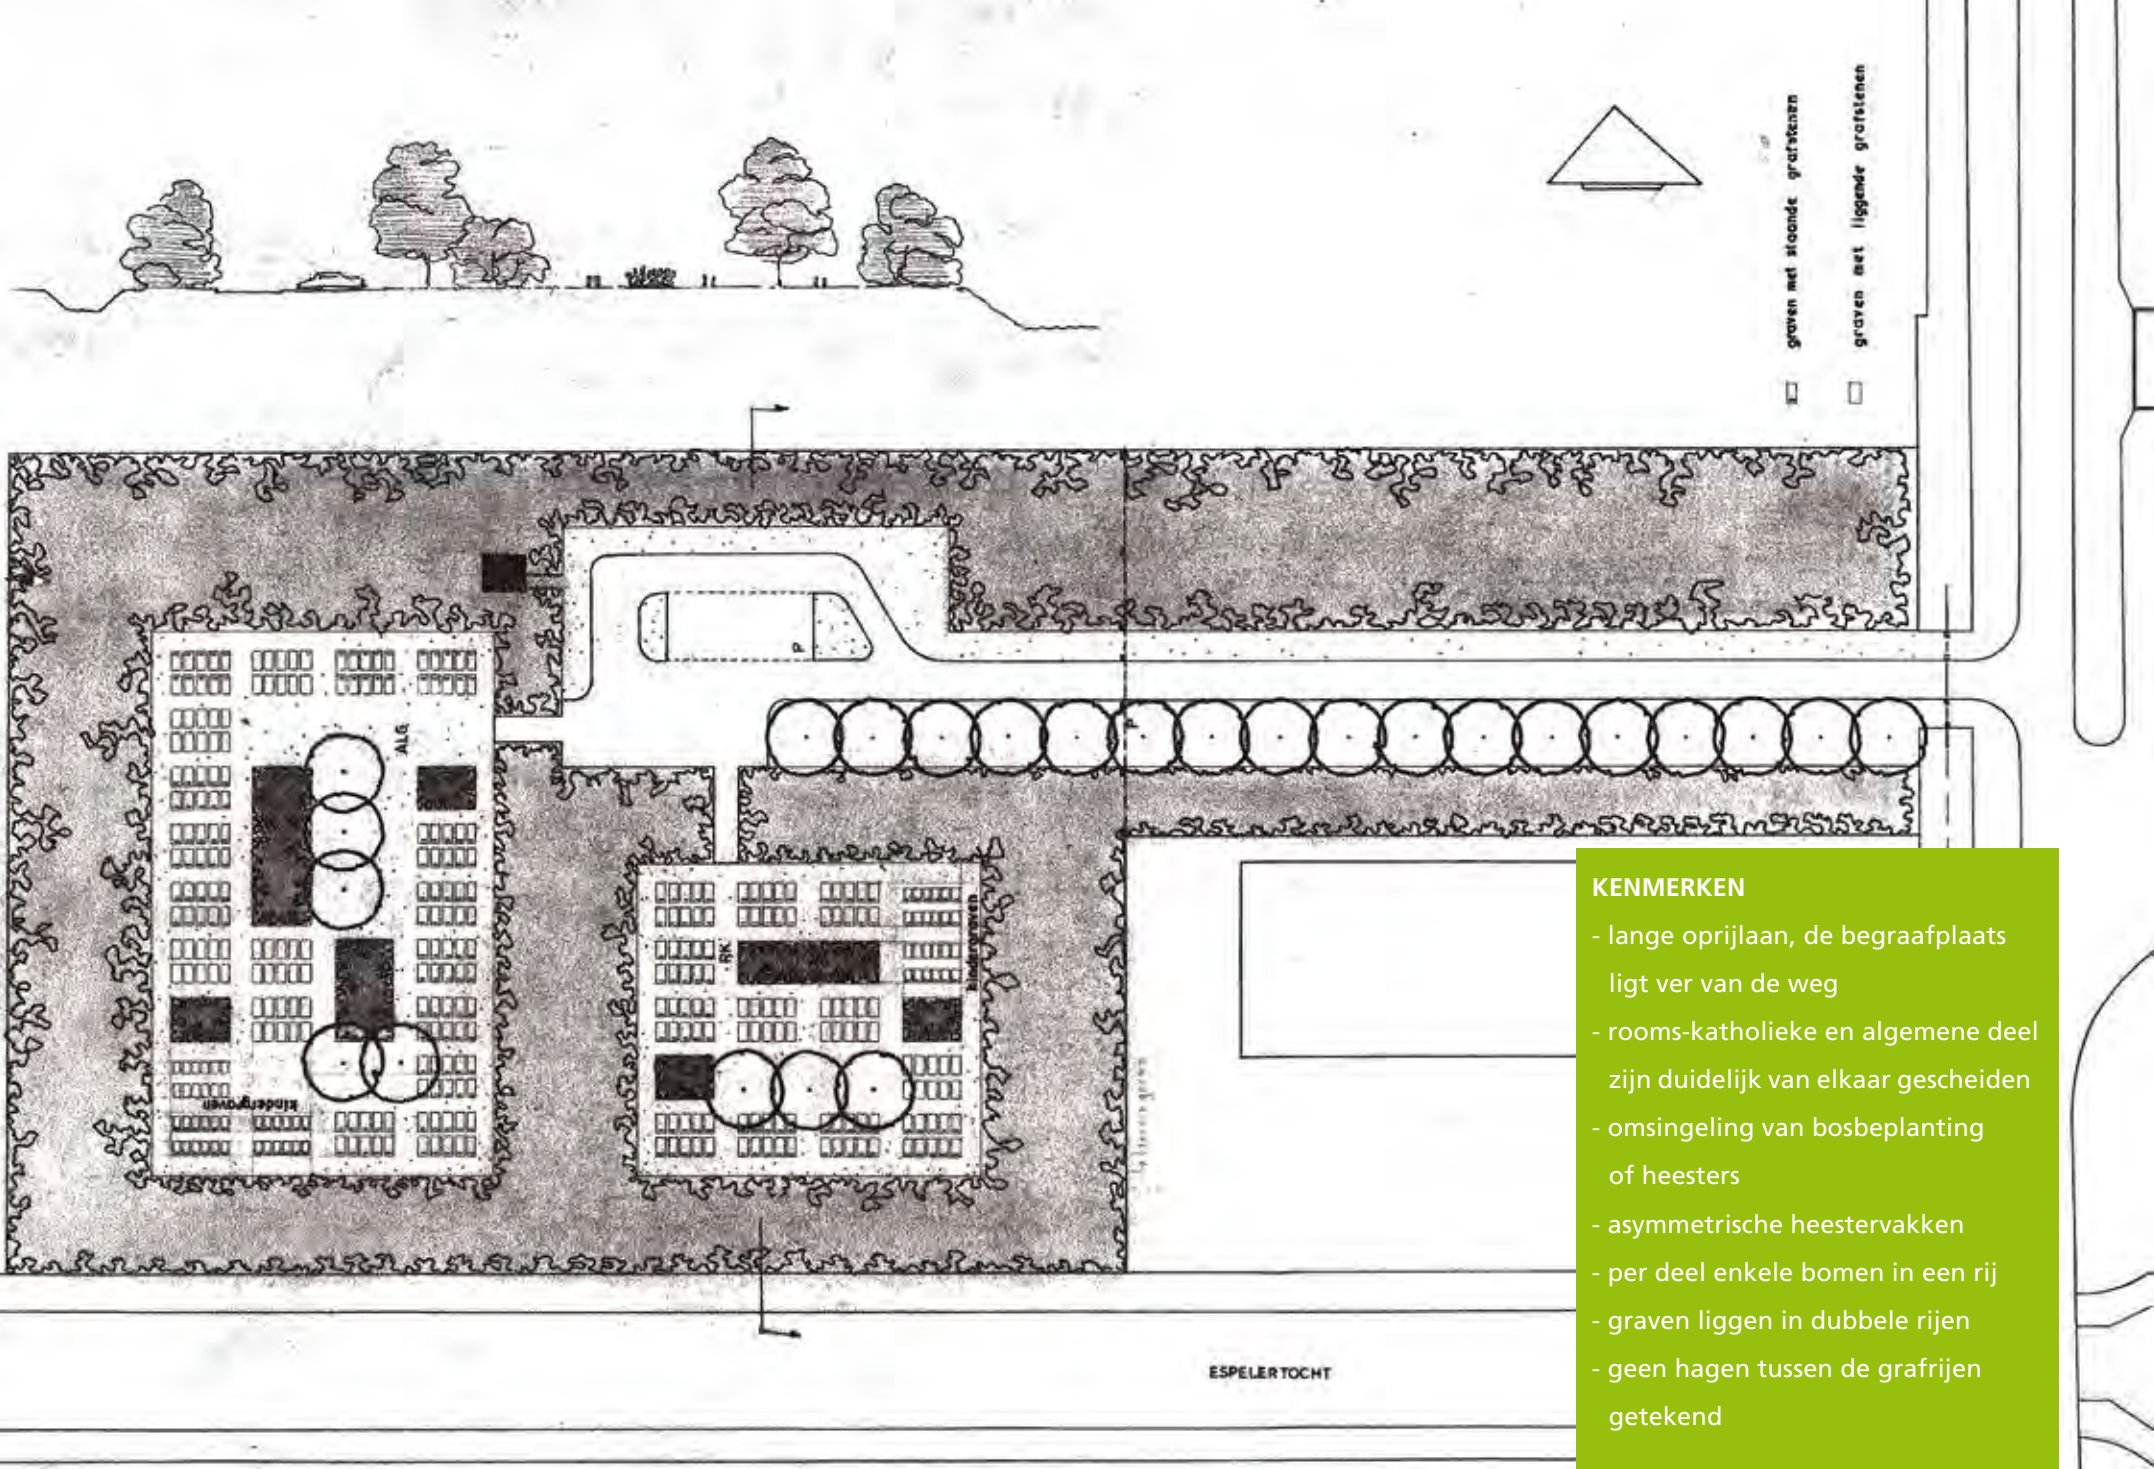 graven met staande grafstenen
graven met liggende grafstenen
P
ALG.
P
RK
kindergraven
kindergraven
ESPELERTOCHT
KENMERKEN
- lange oprijlaan, de begraafplaats
ligt ver van de weg
- rooms-katholieke en algemene deel
zijn duidelijk van elkaar gescheiden
- omsingeling van bosbeplanting
of heesters
- asymmetrische heestervakken
- per deel enkele bomen in een rij
- graven liggen in dubbele rijen
- geen hagen tussen de grafrijen
getekend